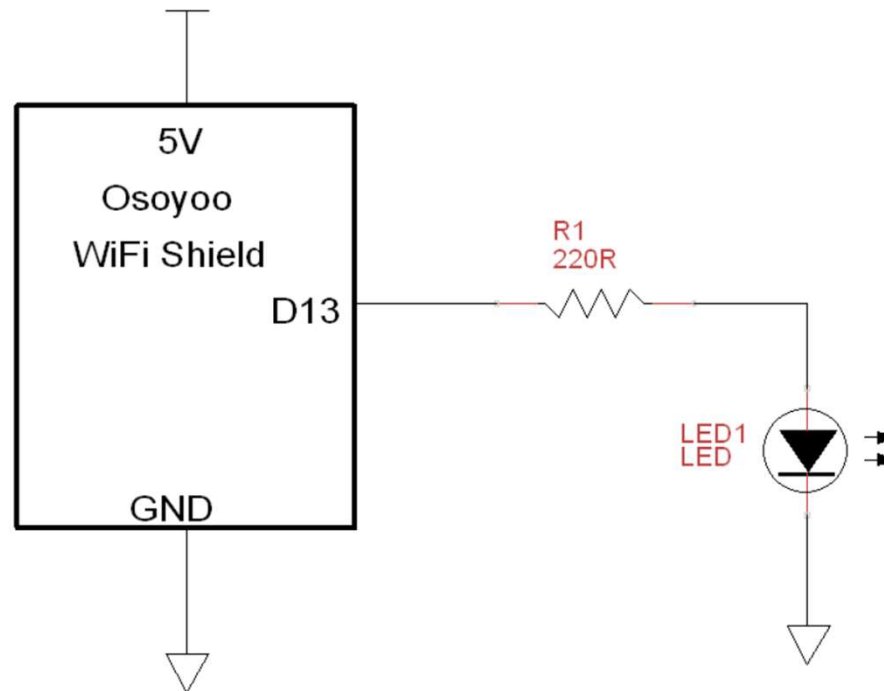 5V
Osoyoo
WiFi Shield
D13
GND
R1
220R
LED1
LED